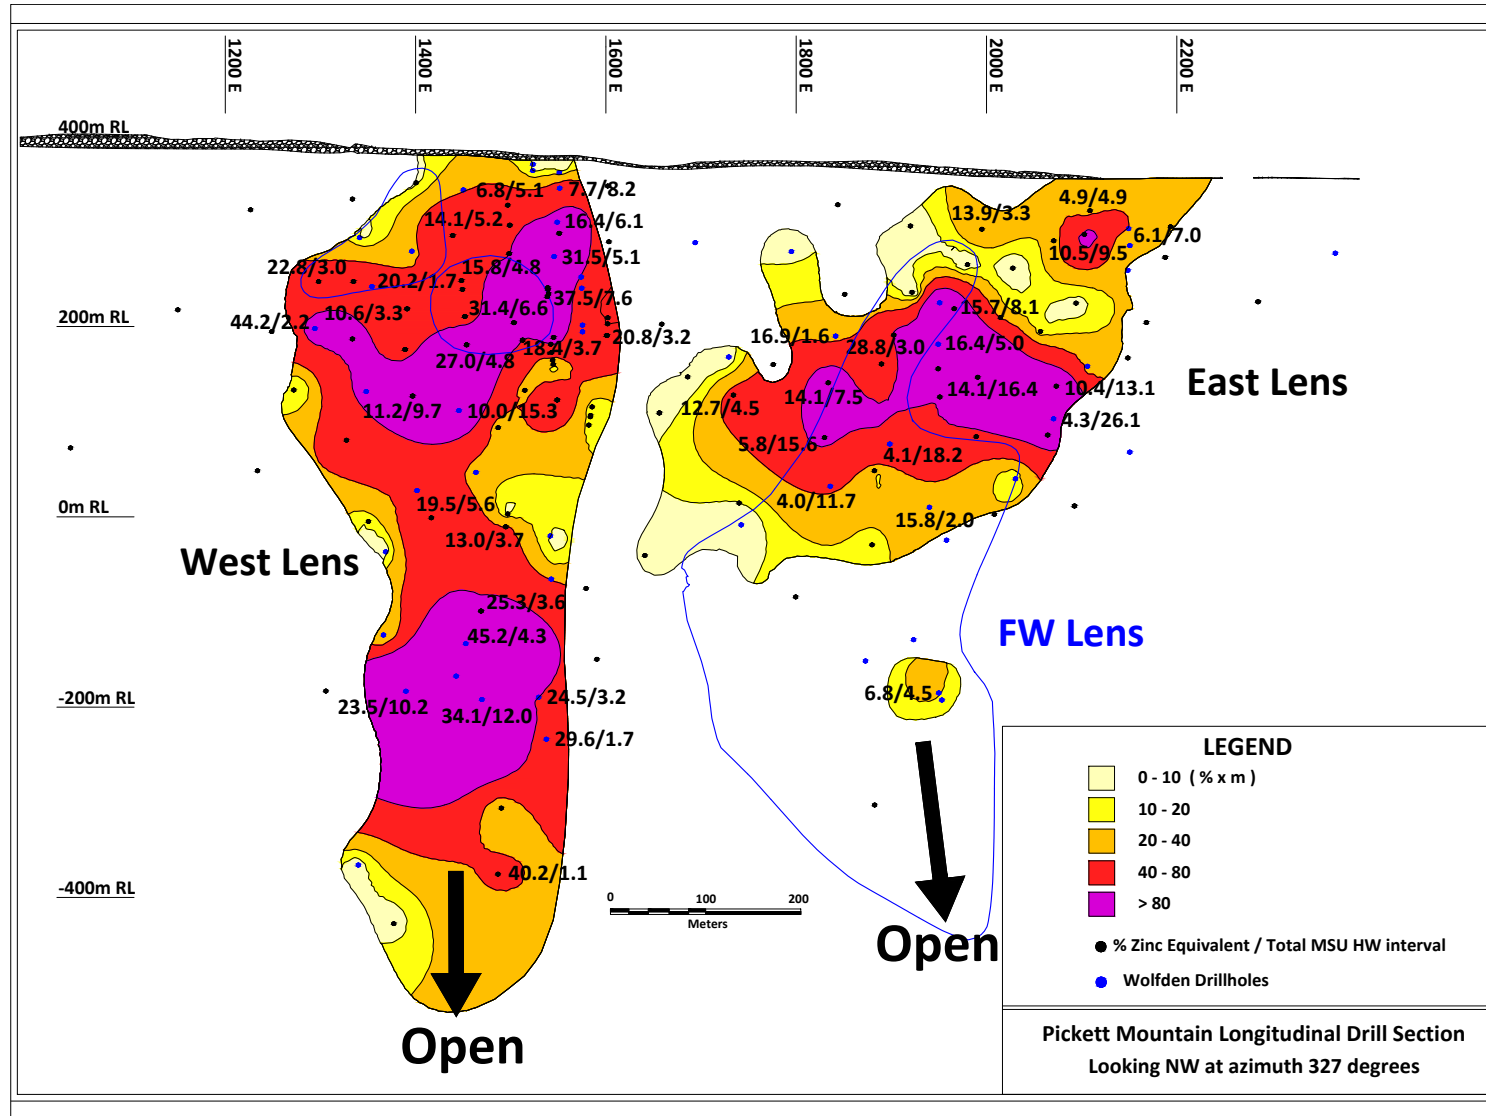 1200 E
1400 E
1600 E
1800 E
2000 E
2200 E
400m RL
200m RL
0m RL
-200m RL
-400m RL
6.8/5.1
7.7/8.2
14.1/5.2
16.4/6.1
15.8/4.8
31.5/5.1
22.8/3.0
20.2/1.7
37.5/7.6
10.6/3.3
31.4/6.6
44.2/2.2
20.8/3.2
27.0/4.8
11.2/9.7
10.0/15.3
19.5/5.6
13.0/3.7
West Lens
25.3/3.6
45.2/4.3
23.5/10.2
34.1/12.0
24.5/3.2
29.6/1.7
40.2/1.1
Open
4.9/4.9
13.9/3.3
6.1/7.0
10.5/9.5
15.7/8.1
16.9/1.6
28.8/3.0
16.4/5.0
East Lens
14.1/7.5
14.1/16.4
10.4/13.1
12.7/4.5
4.3/26.1
5.8/15.6
4.1/18.2
4.0/11.7
15.8/2.0
FW Lens
6.8/4.5
Open
0 100 200
Meters
LEGEND
0 - 10 ( % x m )
10 - 20
20 - 40
40 - 80
> 80
% Zinc Equivalent / Total MSU HW interval
Wolfden Drillholes
Pickett Mountain Longitudinal Drill Section
Looking NW at azimuth 327 degrees